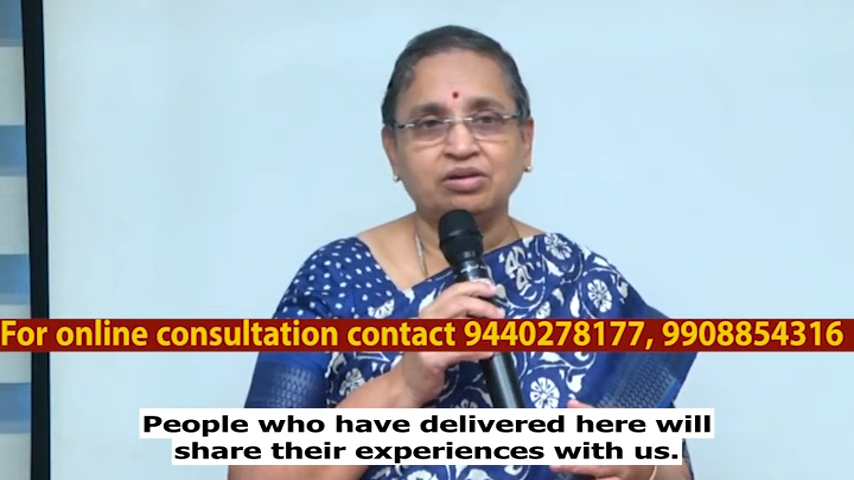 For online consultation contact 9440278177, 9908854316
People who have delivered here will
share their experiences with us.